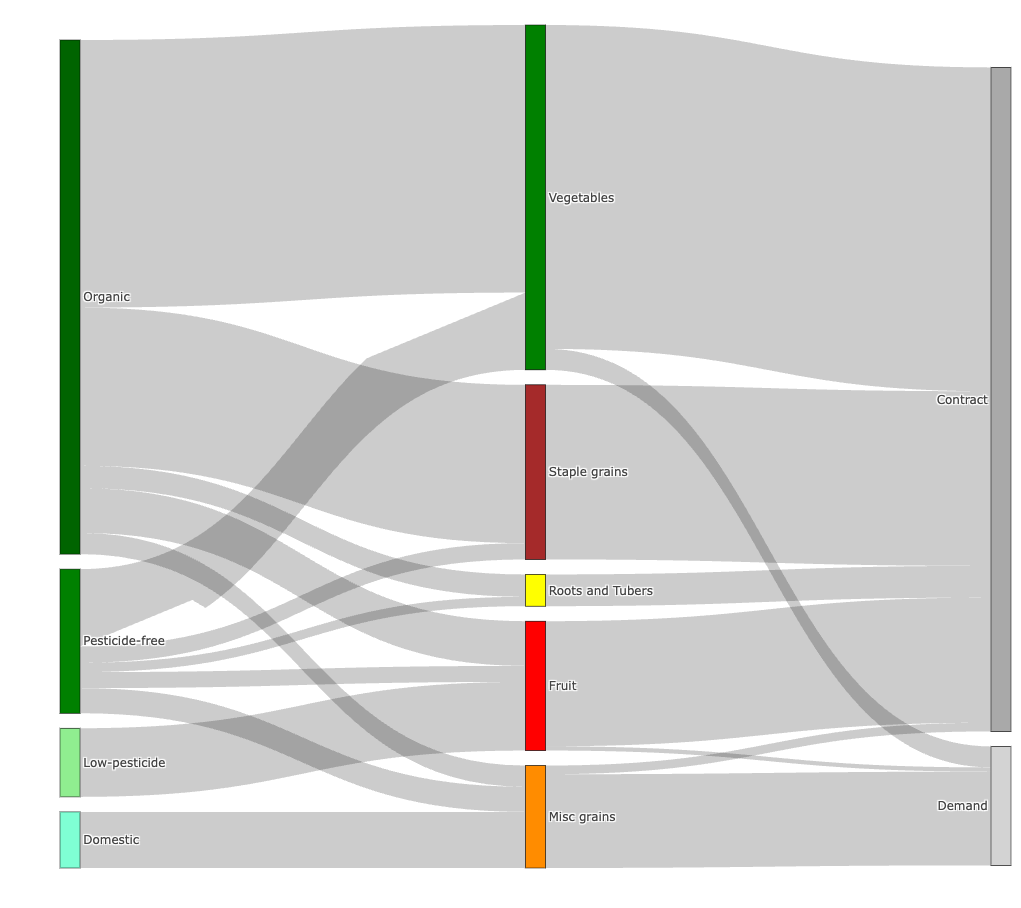 Organic
Pesticide-free
Low-pesticide
Domestic
Vegetables
Staple grains
Roots and Tubers
Fruit
Misc grains
Contract
Demand